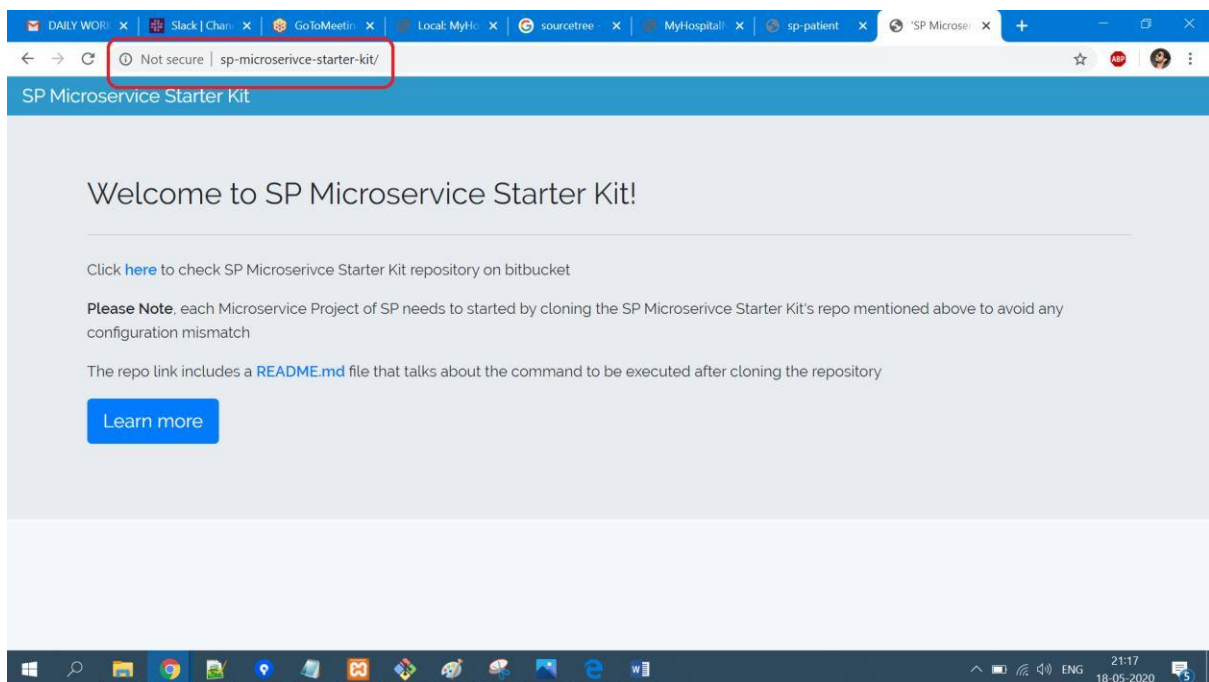 DAILY WOR
Slack | Chan
GoToMeetin
Local: MyHo
sourcetree -
MyHospitalN
sp-patient
'SP Microser
Not secure | sp-microserivce-starter-kit/
ABP
SP Microservice Starter Kit
Welcome to SP Microservice Starter Kit!
Click here to check SP Microserivce Starter Kit repository on bitbucket
Please Note, each Microservice Project of SP needs to started by cloning the SP Microserivce Starter Kit's repo mentioned above to avoid any
configuration mismatch
The repo link includes a README.md file that talks about the command to be executed after cloning the repository
Learn more
ENG
21:17
18-05-2020
5